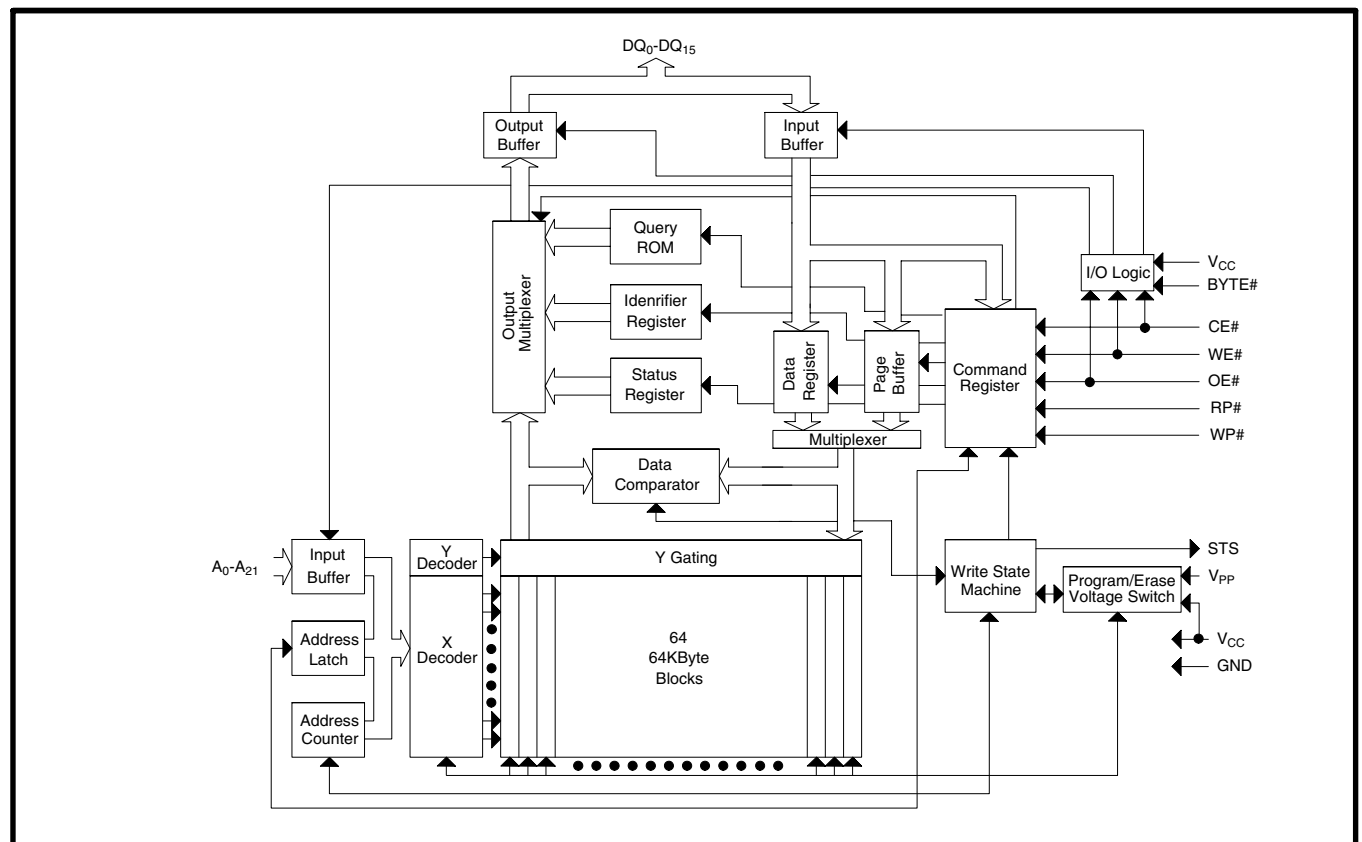 DQ0-DQ15
Output
Buffer
Input
Buffer
Output
Multiplexer
Query
ROM
Idenrifier
Register
Status
Register
Data
Register
Page
Buffer
Command
Register
I/O Logic
VCC
BYTE#
CE#
WE#
OE#
RP#
WP#
Multiplexer
Data
Comparator
A0-A21
Input
Buffer
Y
Decoder
Y Gating
Address
Latch
X
Decoder
64
64KByte
Blocks
Address
Counter
Write State
Machine
Program/Erase
Voltage Switch
STS
VPP
VCC
GND